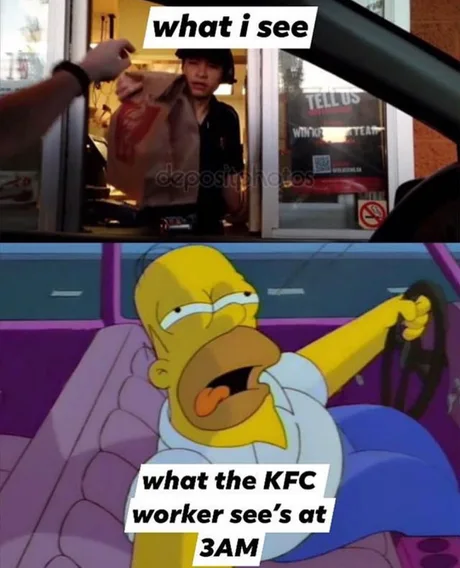 what i see
TELL US
depositphotos
what the KFC
worker see's at
3AM